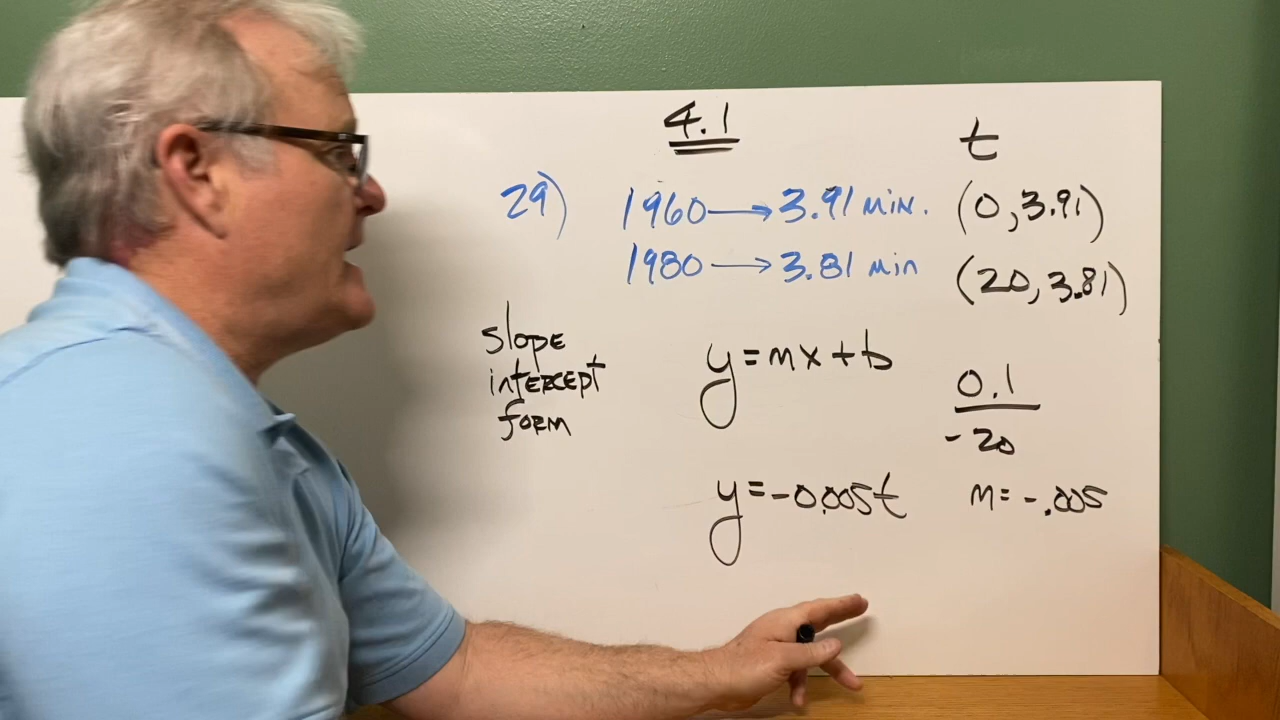 4.1
t
29) 1960 → 3.91 MIN. (0, 3.91)
1980 → 3.81 MIN (20, 3.81)
slope
intercept
form
y = mx + b
0.1
-20
y = -0.005t
m = -.005